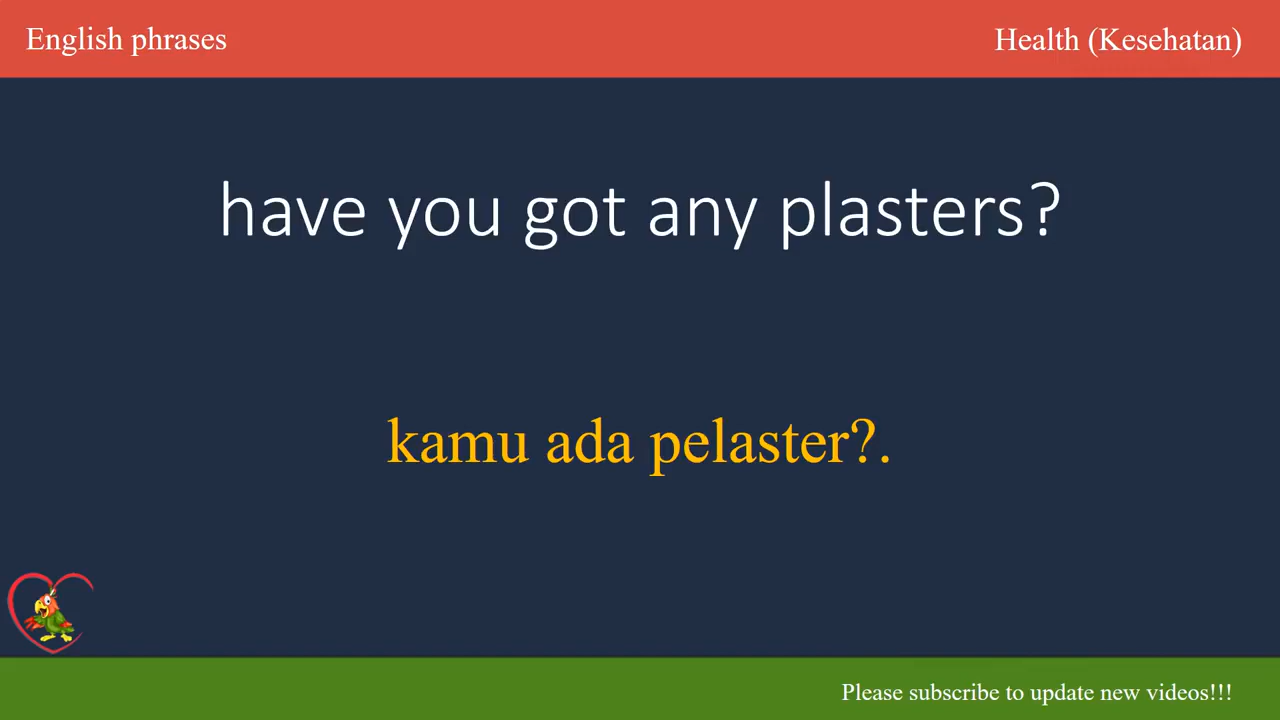 English phrases
Health (Kesehatan)
have you got any plasters?
kamu ada pelaster?.
Please subscribe to update new videos!!!